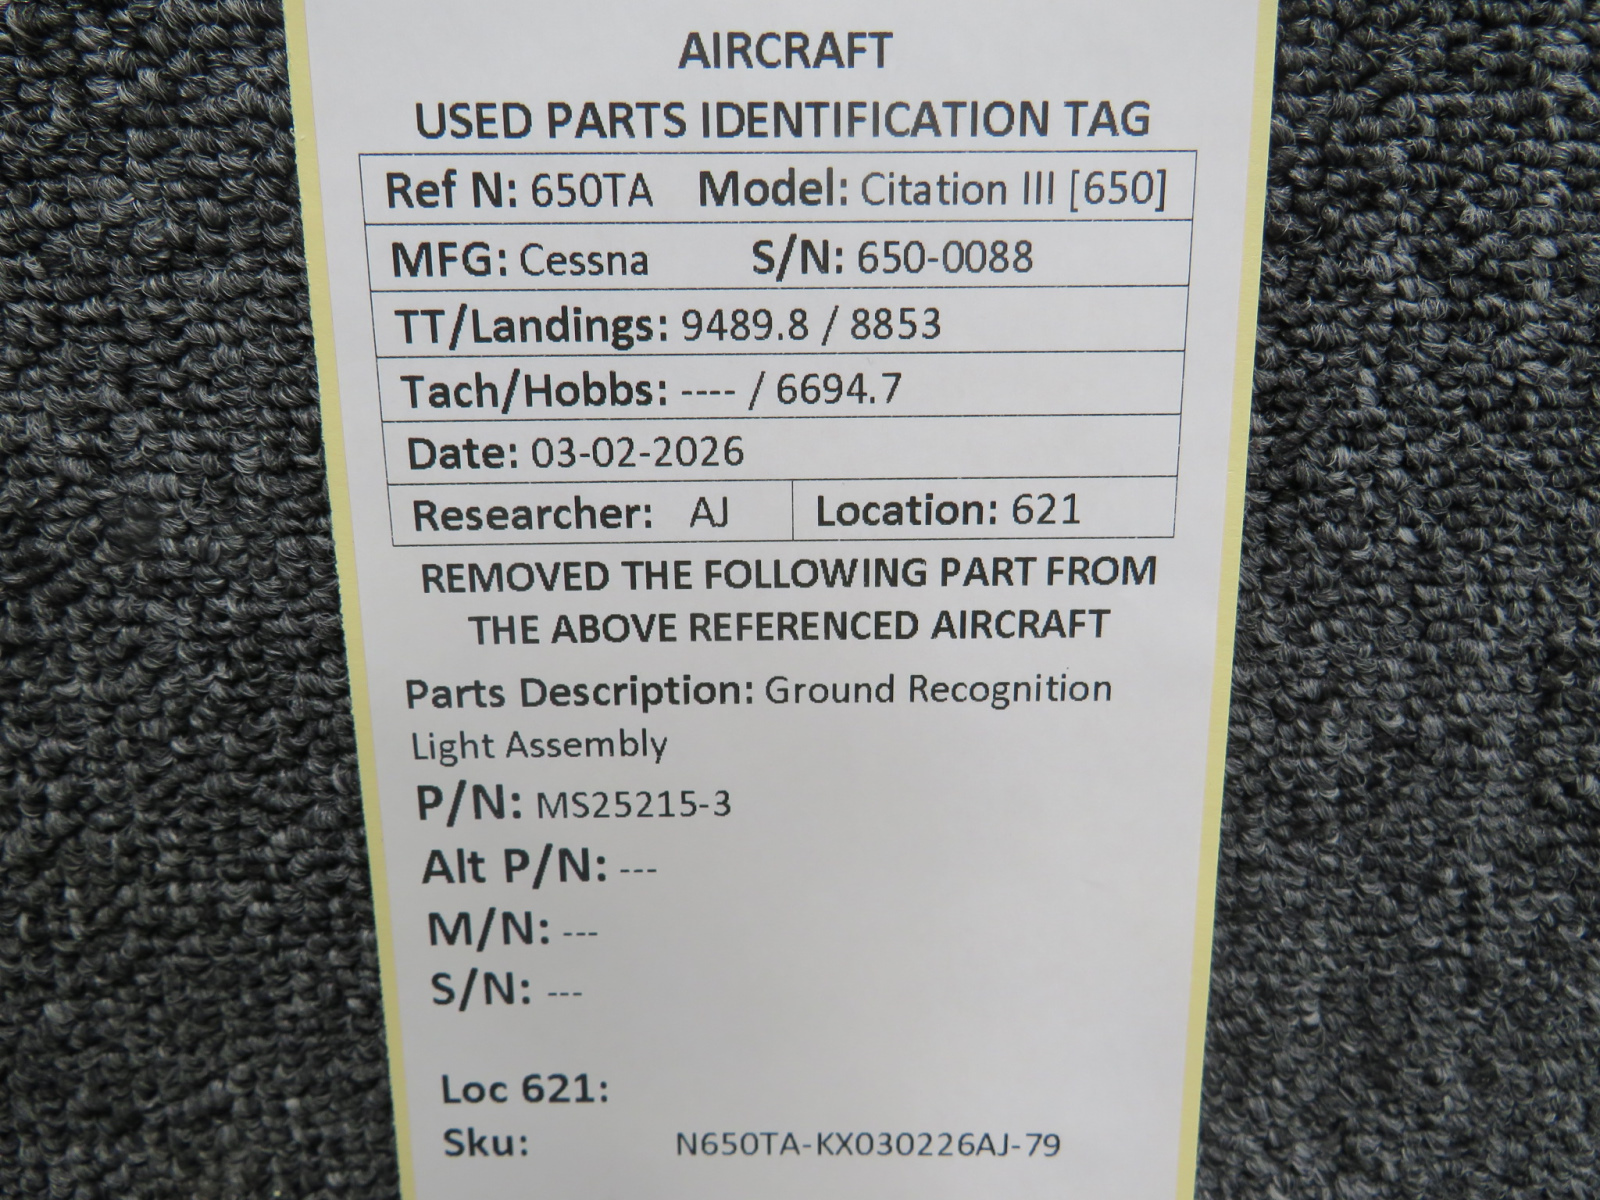 AIRCRAFT
USED PARTS IDENTIFICATION TAG
Ref N: 650TA Model: Citation III [650]
MFG: Cessna S/N: 650-0088
TT/Landings: 9489.8 / 8853
Tach/Hobbs: ---- / 6694.7
Date: 03-02-2026
Researcher: AJ Location: 621
REMOVED THE FOLLOWING PART FROM
THE ABOVE REFERENCED AIRCRAFT
Parts Description: Ground Recognition
Light Assembly
P/N: MS25215-3
Alt P/N: ---
M/N: ---
S/N: ---
Loc 621:
Sku: N650TA-KX030226AJ-79